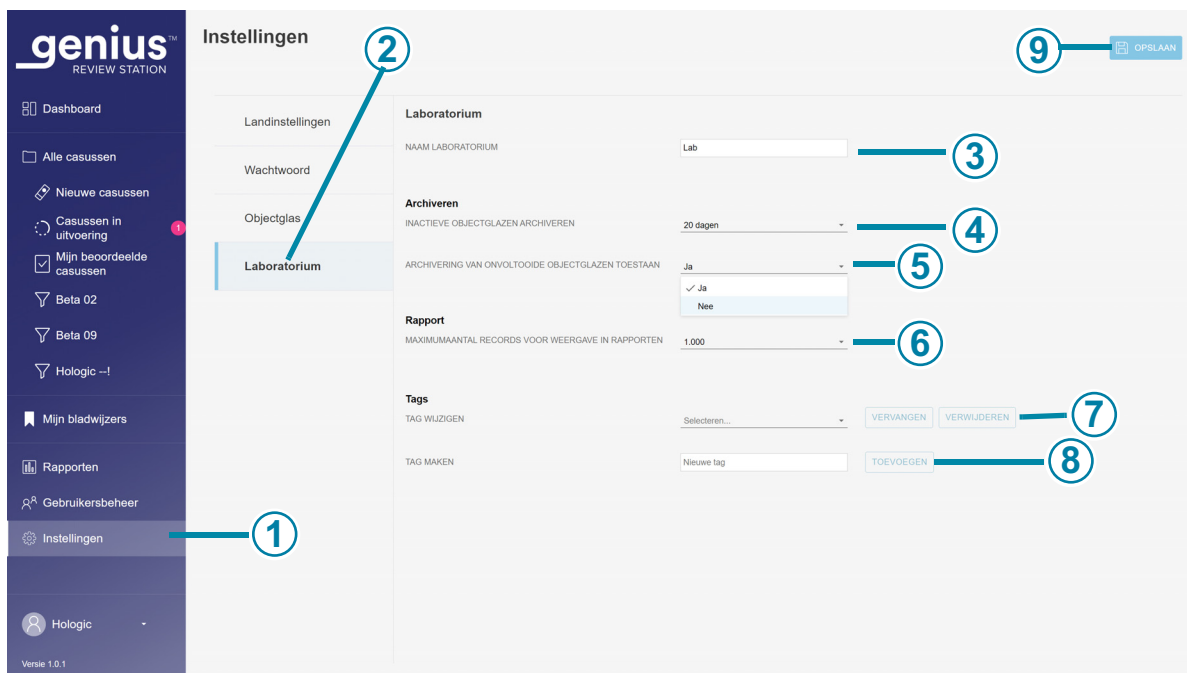 genius™
REVIEW STATION
Dashboard
Alle casussen
Nieuwe casussen
Casussen in
uitvoering
1
Mijn beoordeelde
casussen
Beta 02
Beta 09
Hologic --!
Mijn bladwijzers
Rapporten
Gebruikersbeheer
Instellingen
Hologic
Versie 1.0.1
Instellingen
OPSLAAN
Landinstellingen
Wachtwoord
Objectglas
Laboratorium
Laboratorium
NAAM LABORATORIUM
Lab
Archiveren
INACTIEVE OBJECTGLAZEN ARCHIVEREN
20 dagen
ARCHIVERING VAN ONVOLTOOIDE OBJECTGLAZEN TOESTAAN
Ja
Ja
Nee
Rapport
MAXIMUMAANTAL RECORDS VOOR WEERGAVE IN RAPPORTEN
1.000
Tags
TAG WIJZIGEN
Selecteren...
VERVANGEN
VERWIJDEREN
TAG MAKEN
Nieuwe tag
TOEVOEGEN
1
2
3
4
5
6
7
8
9